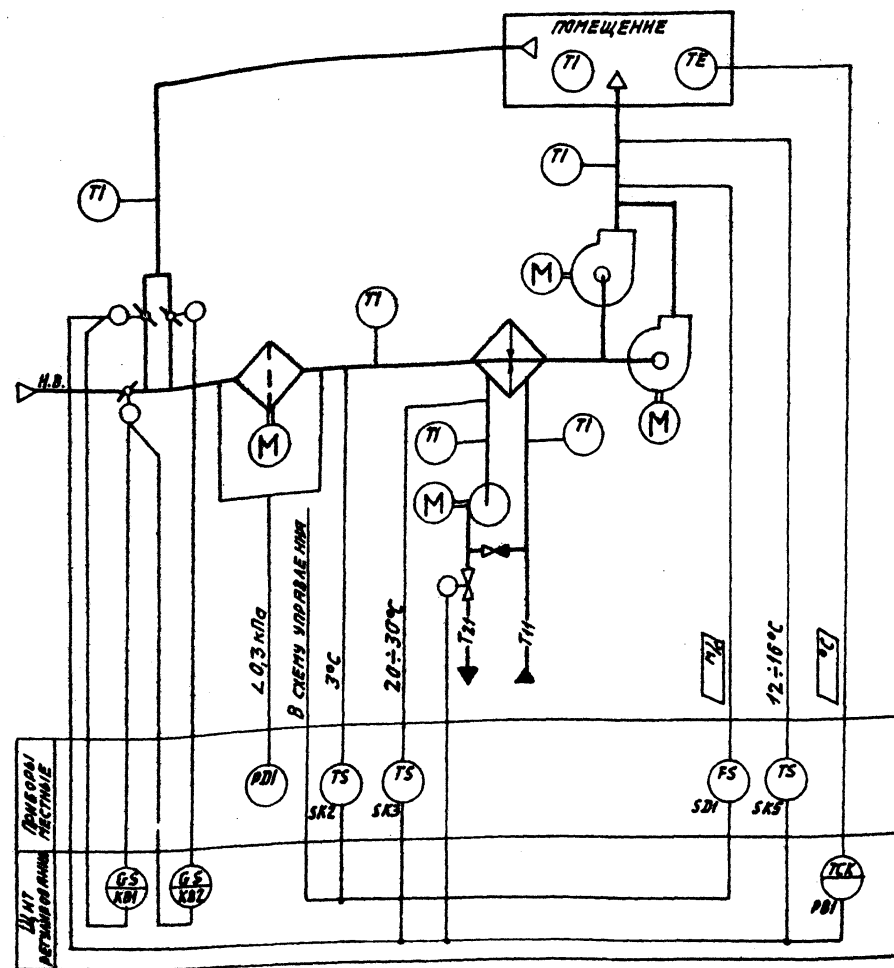 ПОМЕЩЕНИЕ
TI
TE
TI
TI
M
TI
Н.В.
M
M
TI
TI
M
<0,3 кПа
В СХЕМУ УПРАВЛЕНИЯ
3°C
20÷30°C
T21
T11
12÷16°C
°C
ПРИБОРЫ
МЕСТНЫЕ
PDI
TS
SK2
TS
SK3
FS
SD1
TS
SK5
ЩИТ
GS
KB1
GS
KB2
TCK
PB1